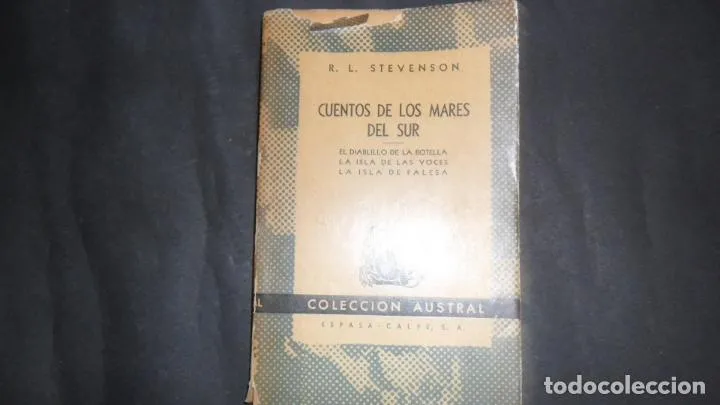 R. L. STEVENSON
CUENTOS DE LOS MARES
DEL SUR
EL DIABLILLO DE LA BOTELLA
LA ISLA DE LAS VOCES
LA ISLA DE FALESA
L COLECCION AUSTRAL
ESPASA-CALPE, S. A.
todocoleccion